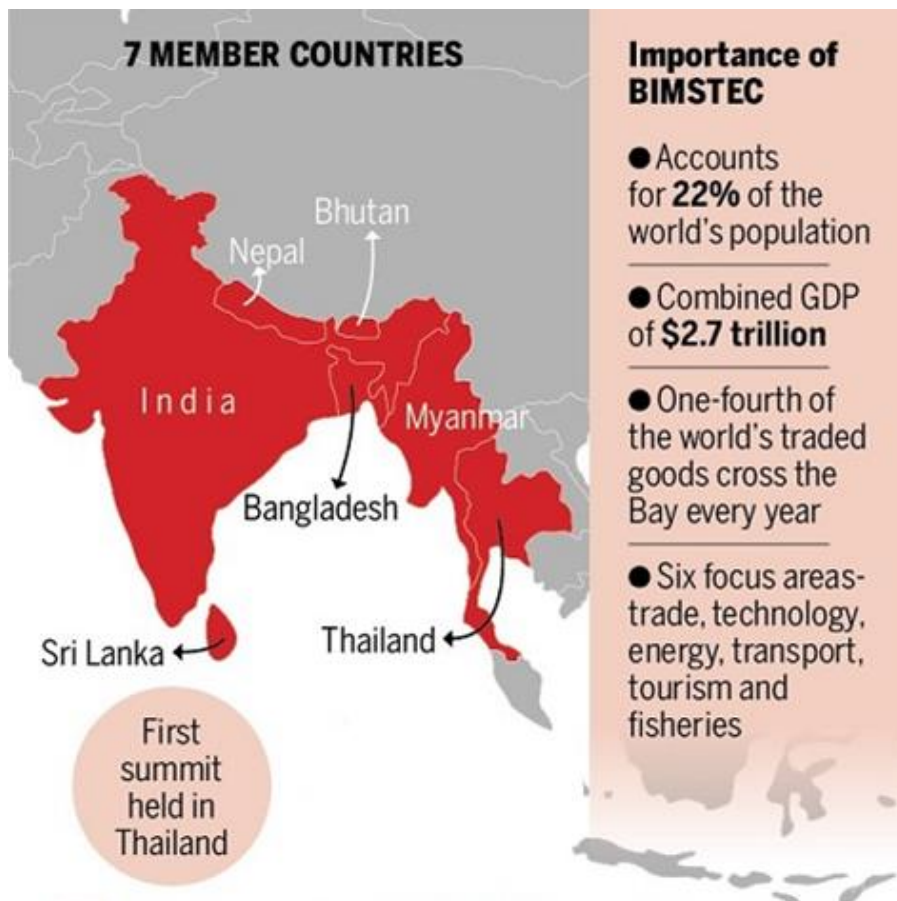 7 MEMBER COUNTRIES
Bhutan
Nepal
India
Myanmar
Bangladesh
Thailand
Sri Lanka
First
summit
held in
Thailand
Importance of
BIMSTEC
● Accounts
for 22% of the
world's population
● Combined GDP
of $2.7 trillion
● One-fourth of
the world's traded
goods cross the
Bay every year
● Six focus areas-
trade, technology,
energy, transport,
tourism and
fisheries